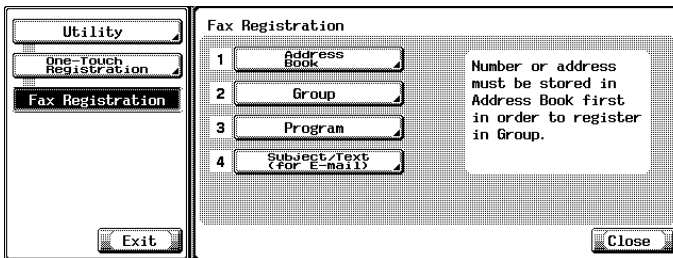 Utility
One-Touch
Registration
Fax Registration
Exit
Fax Registration
1 Address
Book
2 Group
3 Program
4 Subject/Text
(for E-mail)
Number or address
must be stored in
Address Book first
in order to register
in Group.
Close